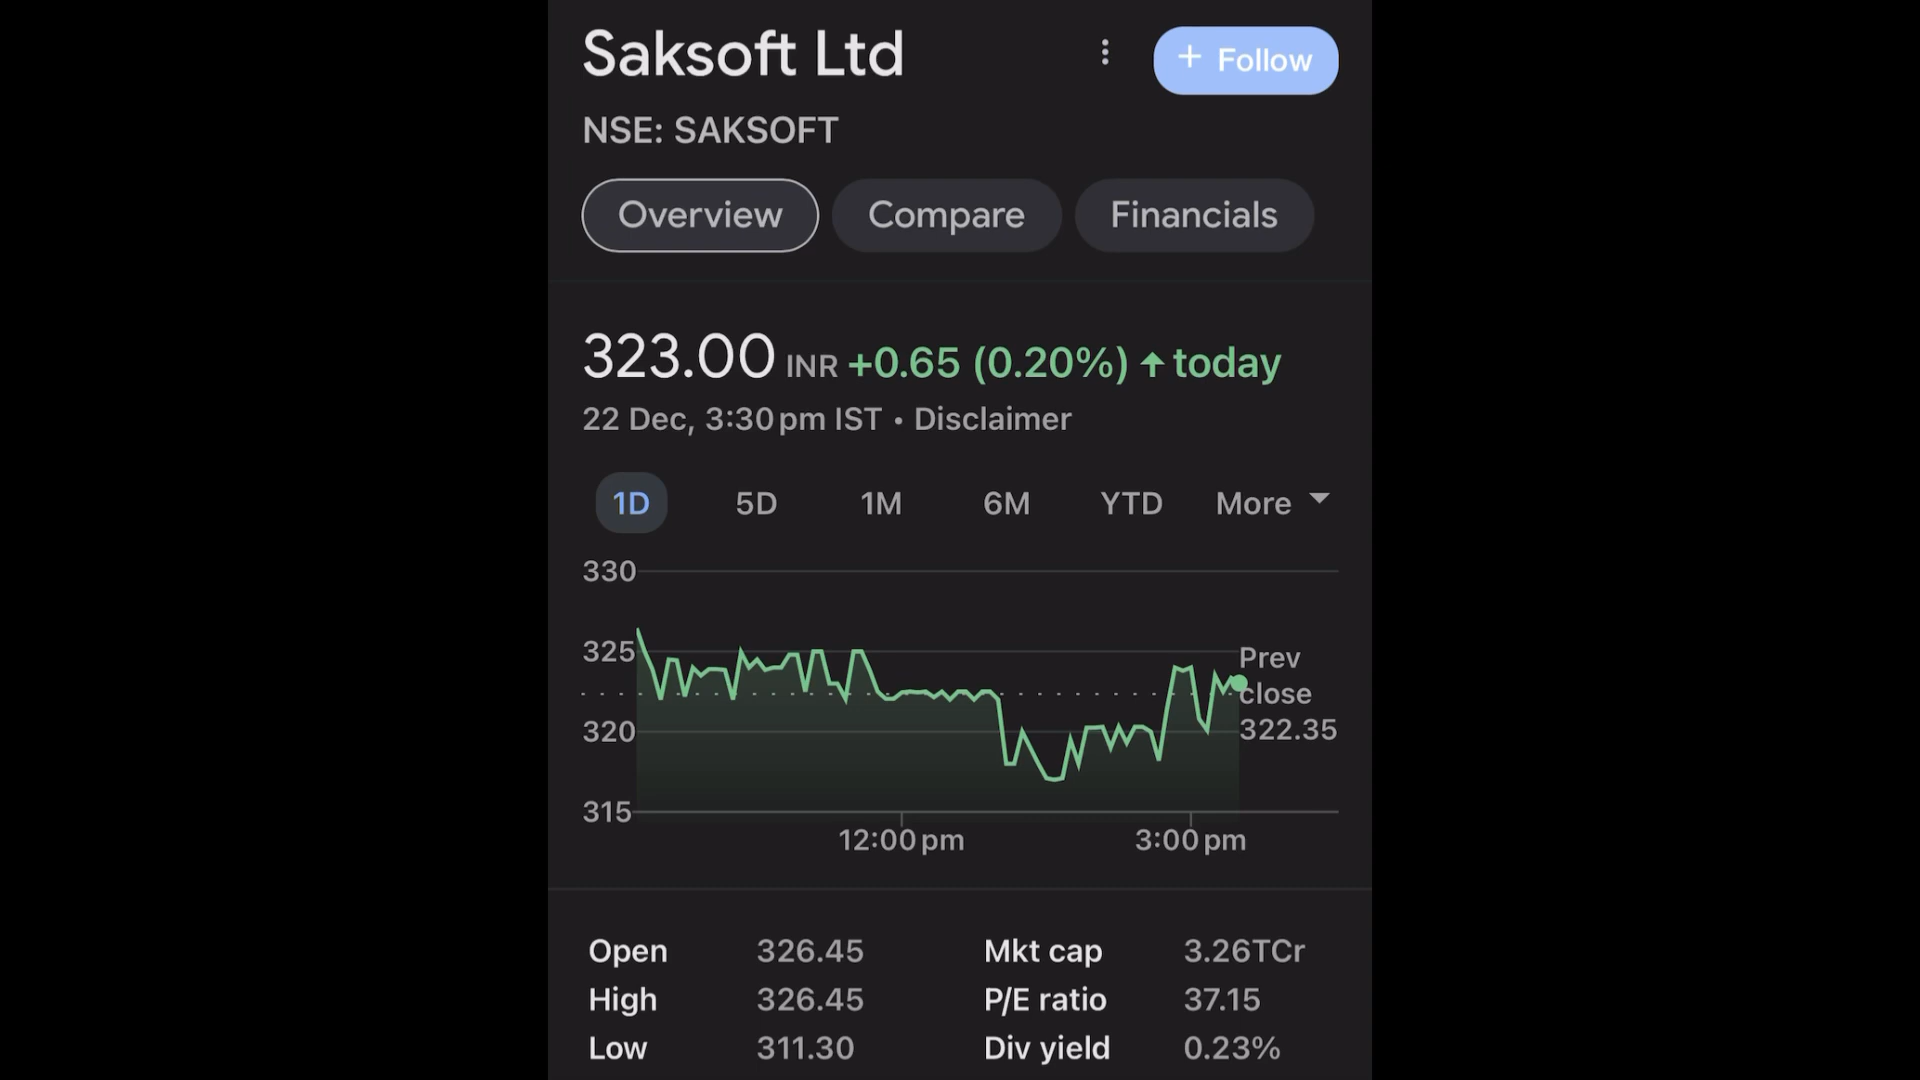 Saksoft Ltd
+ Follow
NSE: SAKSOFT
Overview Compare Financials
323.00 INR +0.65 (0.20%) ↑ today
22 Dec, 3:30 pm IST • Disclaimer
1D 5D 1M 6M YTD More
330
325
320
315
Prev
close
322.35
12:00 pm 3:00 pm
Open 326.45 Mkt cap 3.26TCr
High 326.45 P/E ratio 37.15
Low 311.30 Div yield 0.23%